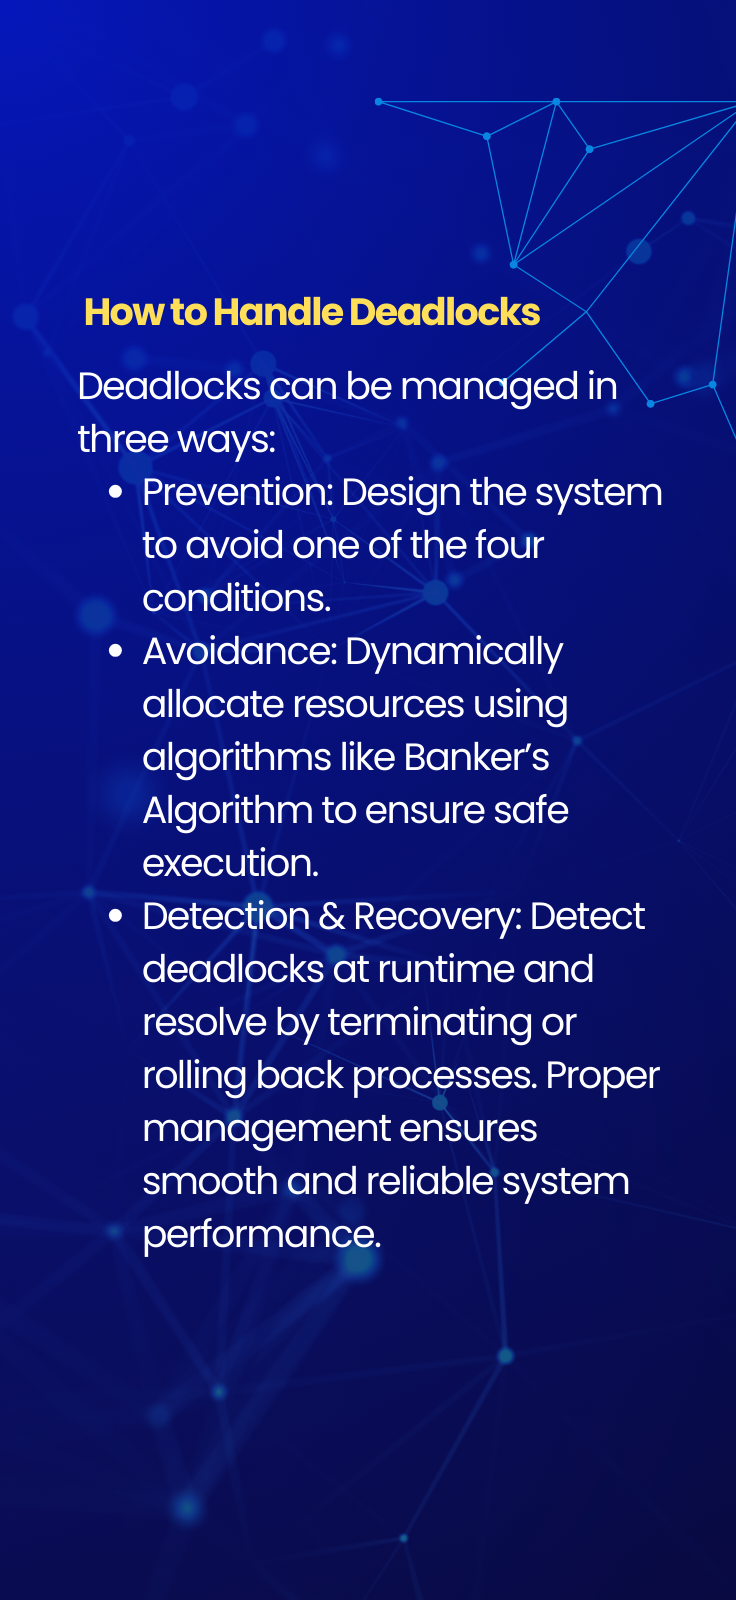 How to Handle Deadlocks
Deadlocks can be managed in
three ways:
• Prevention: Design the system
to avoid one of the four
conditions.
• Avoidance: Dynamically
allocate resources using
algorithms like Banker’s
Algorithm to ensure safe
execution.
• Detection & Recovery: Detect
deadlocks at runtime and
resolve by terminating or
rolling back processes. Proper
management ensures
smooth and reliable system
performance.